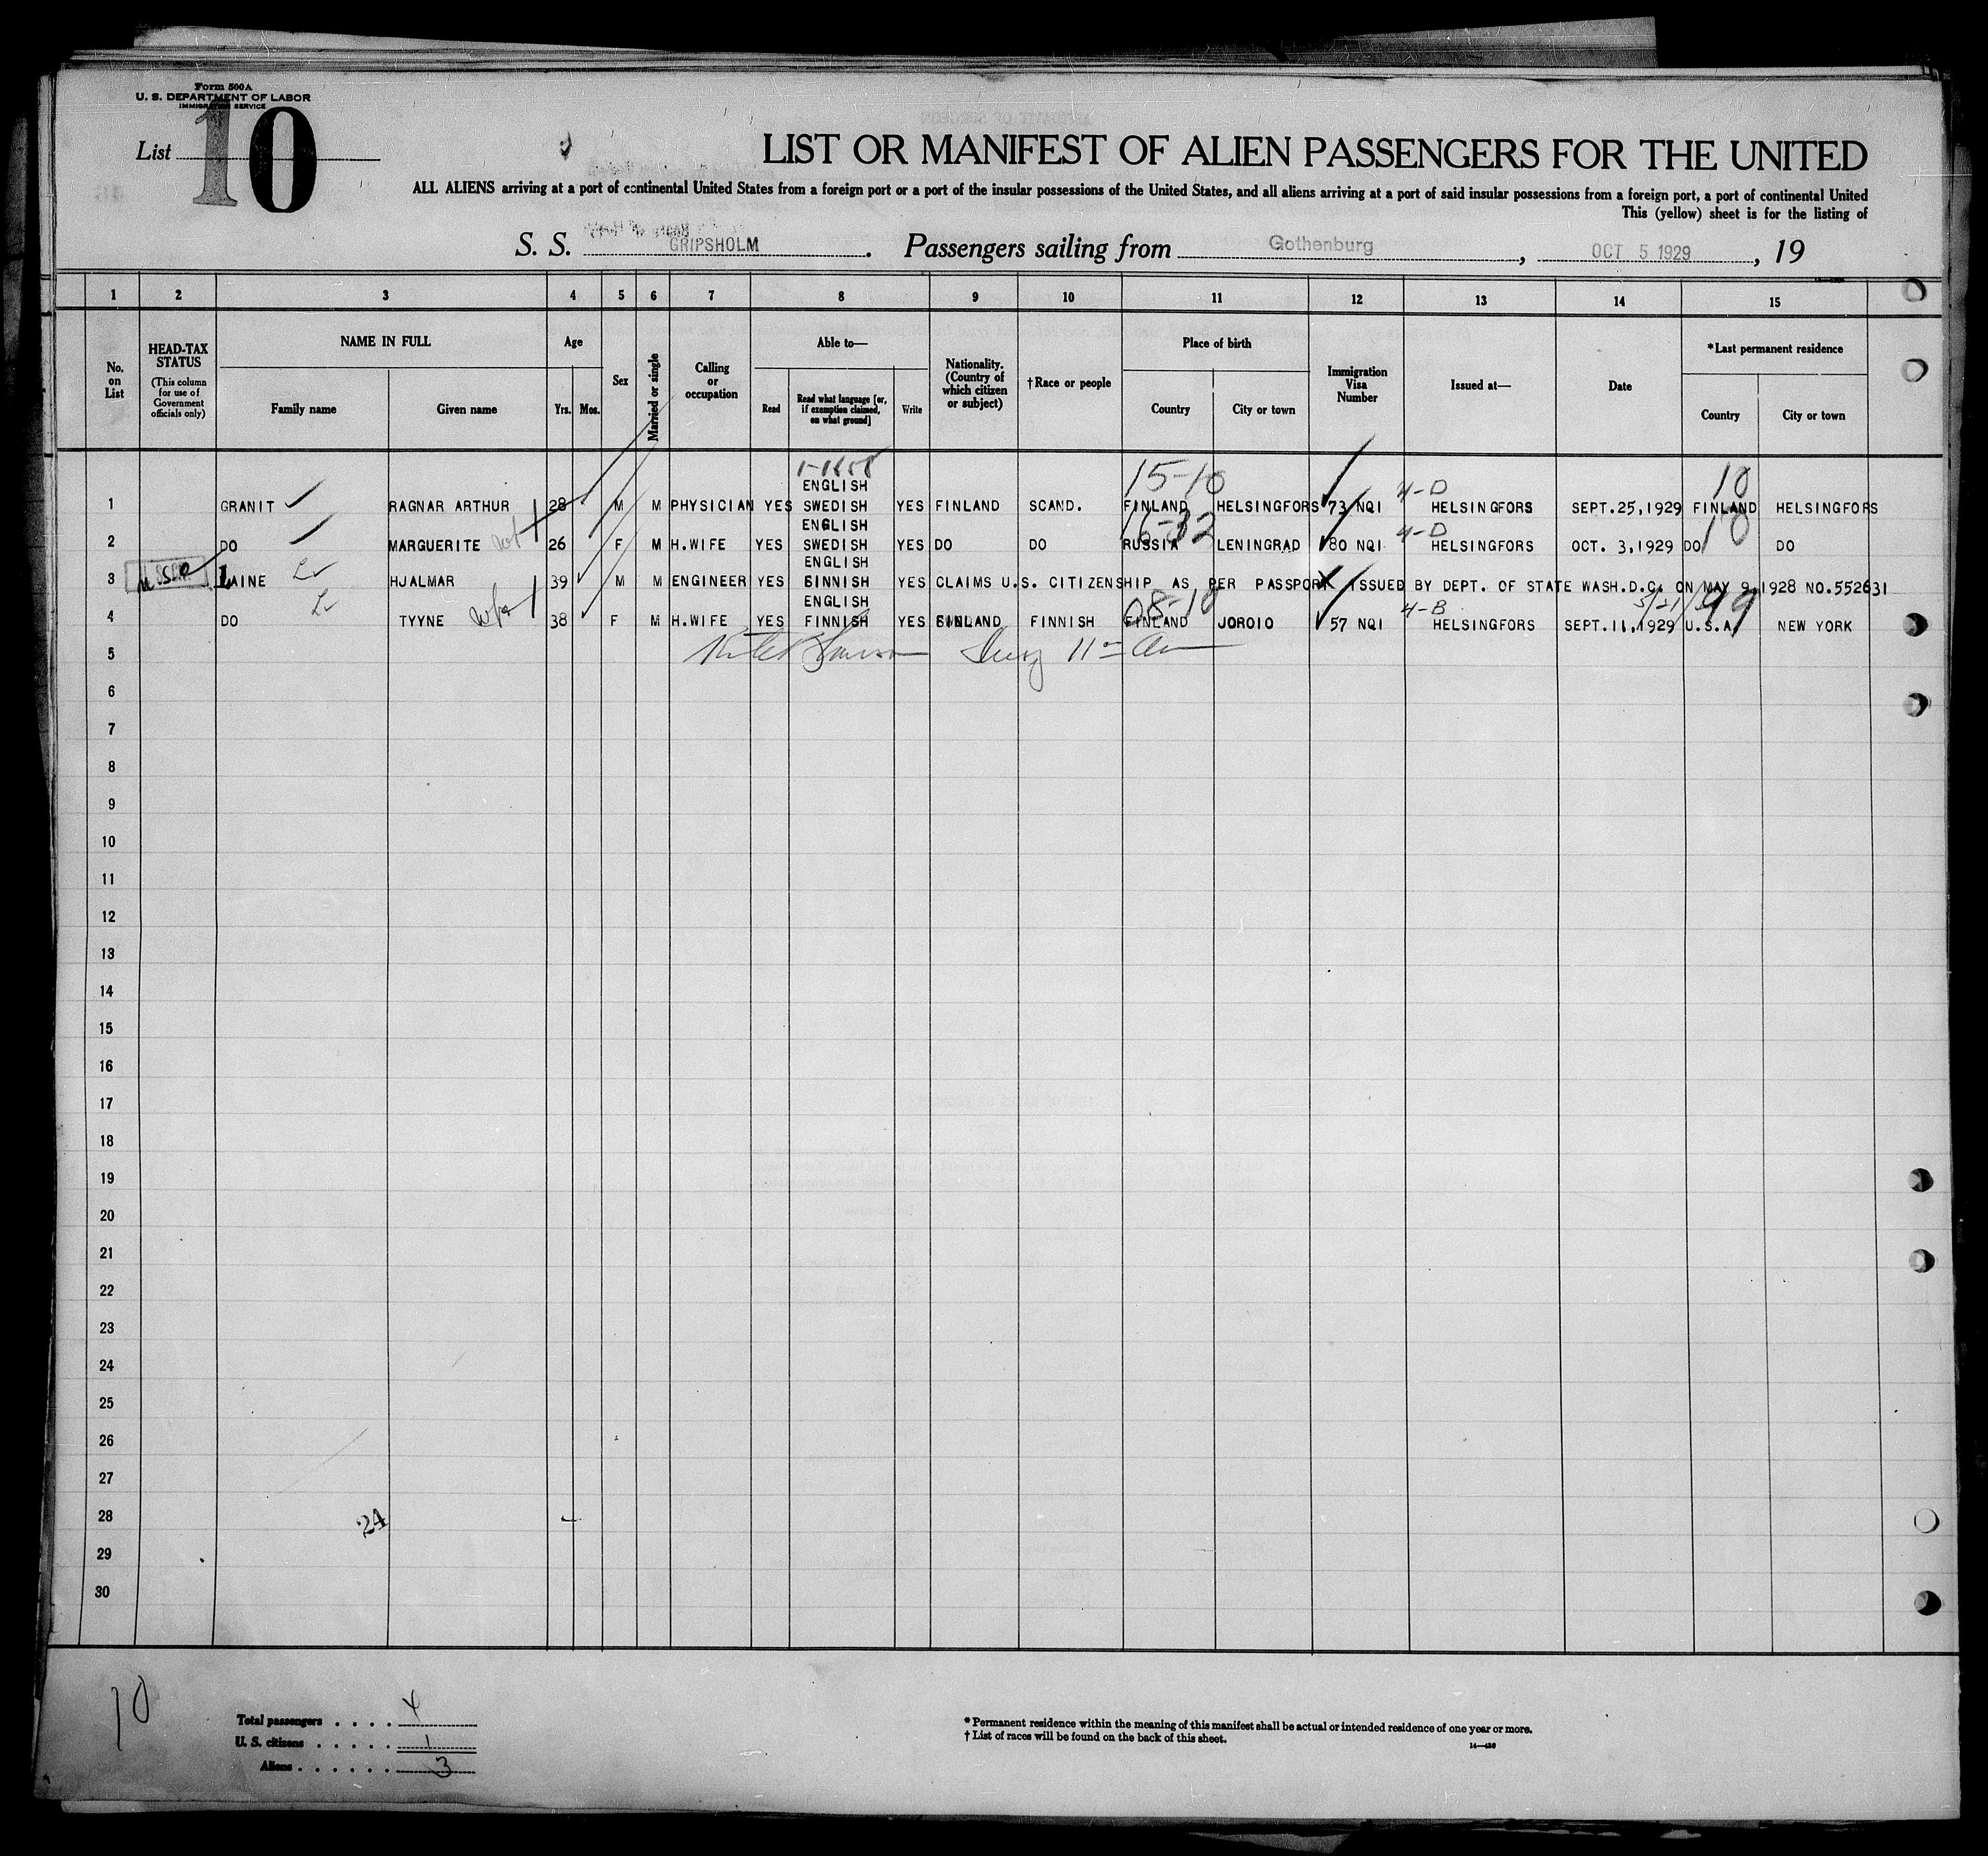 Form 500A
U. S. DEPARTMENT OF LABOR
IMMIGRATION SERVICE
List 10
LIST OR MANIFEST OF ALIEN PASSENGERS FOR THE UNITED
ALL ALIENS arriving at a port of continental United States from a foreign port or a port of the insular possessions of the United States, and all aliens arriving at a port of said insular possessions from a foreign port, a port of continental United
This (yellow) sheet is for the listing of
S. S. GRIPSHOLM. Passengers sailing from Gothenburg, OCT 5 1929, 19
1 2 3 4 5 6 7 8 9 10 11 12 13 14 15
No. on List
HEAD-TAX STATUS
(This column for use of Government officials only)
NAME IN FULL
Family name Given name
Age
Yrs. Mos.
Sex
Married or single
Calling or occupation
Able to—
Read
Read what language [or, if exemption claimed, on what ground]
Write
Nationality. (Country of which citizen or subject)
†Race or people
Place of birth
Country City or town
Immigration Visa Number
Issued at—
Date
*Last permanent residence
Country City or town
15-10 4-D 10
1 GRANIT RAGNAR ARTHUR 28 M M PHYSICIAN YES ENGLISH SWEDISH YES FINLAND SCAND. FINLAND HELSINGFORS 73 NQI HELSINGFORS SEPT.25,1929 FINLAND HELSINGFORS
16-32 4-D 10
2 DO MARGUERITE 26 F M H.WIFE YES ENGLISH SWEDISH YES DO DO RUSSIA LENINGRAD 80 NQI HELSINGFORS OCT. 3,1929 DO DO
3 LAINE HJALMAR 39 M M ENGINEER YES ENGLISH FINNISH YES CLAIMS U.S. CITIZENSHIP AS PER PASSPORT ISSUED BY DEPT. OF STATE WASH.D.C. ON MAY 9,1928 NO.552631
08-10 4-B 99
4 DO TYYNE 38 F M H.WIFE YES ENGLISH FINNISH YES FINLAND FINNISH FINLAND JOROIO 57 NQI HELSINGFORS SEPT.11,1929 U.S.A. NEW YORK
5
6
7
8
9
10
11
12
13
14
15
16
17
18
19
20
21
22
23
24
25
26
27
28 24
29
30
10
Total passengers . . . . 4
U. S. citizens . . . . . 1
Aliens . . . . . . 3
* Permanent residence within the meaning of this manifest shall be actual or intended residence of one year or more.
† List of races will be found on the back of this sheet.